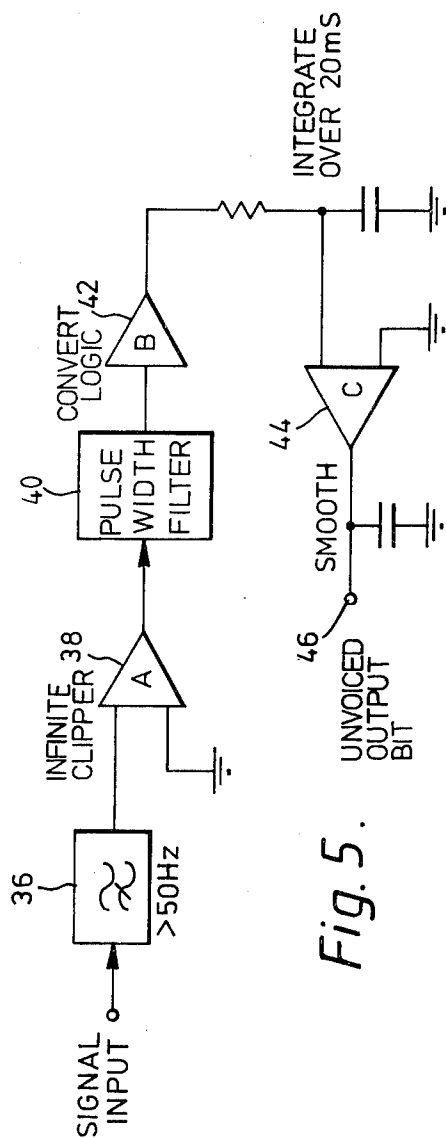 SIGNAL
INPUT
36
>50Hz
INFINITE
CLIPPER
38
A
40
PULSE
WIDTH
FILTER
CONVERT
LOGIC
42
B
INTEGRATE
OVER 20mS
44
C
SMOOTH
46
UNVOICED
OUTPUT
BIT
Fig. 5.